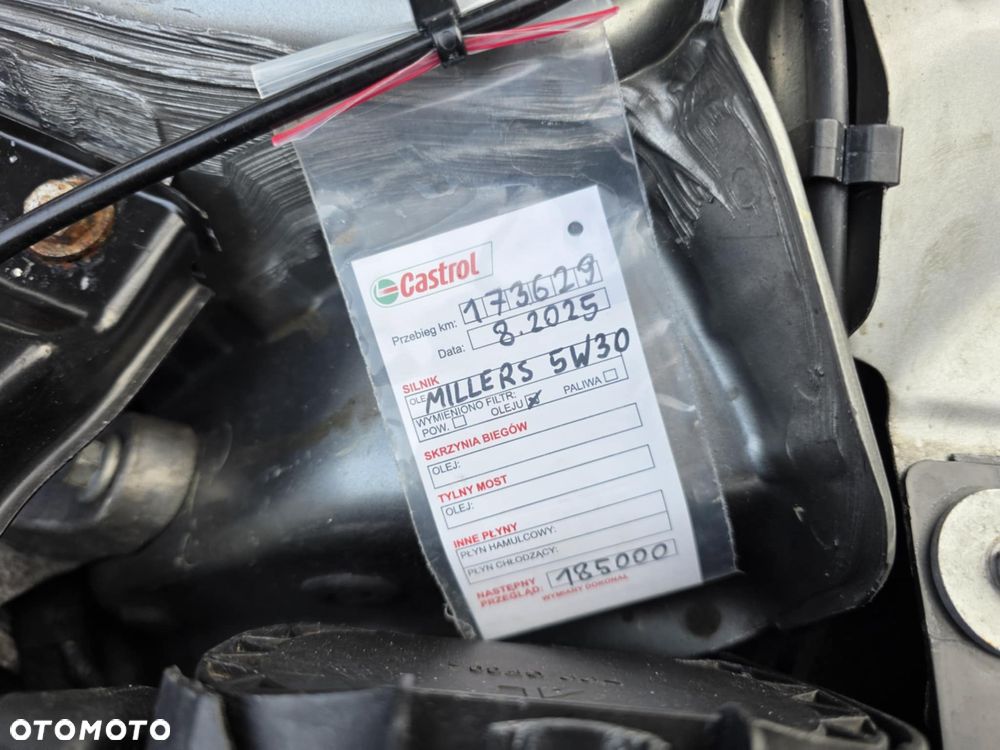 Castrol
Przebieg km: 173629
Data: 8.2025
SILNIK
OLE MILLERS 5W30
WYMIENIONO FILTR:
POW. OLEJU PALIWA
SKRZYNIA BIEGÓW
OLEJ:
TYLNY MOST
OLEJ:
INNE PŁYNY
PŁYN HAMULCOWY:
PŁYN CHŁODZĄCY:
NASTĘPNY
PRZEGLĄD: 185000
WYMIANY DOKONAŁ
OTOMOTO